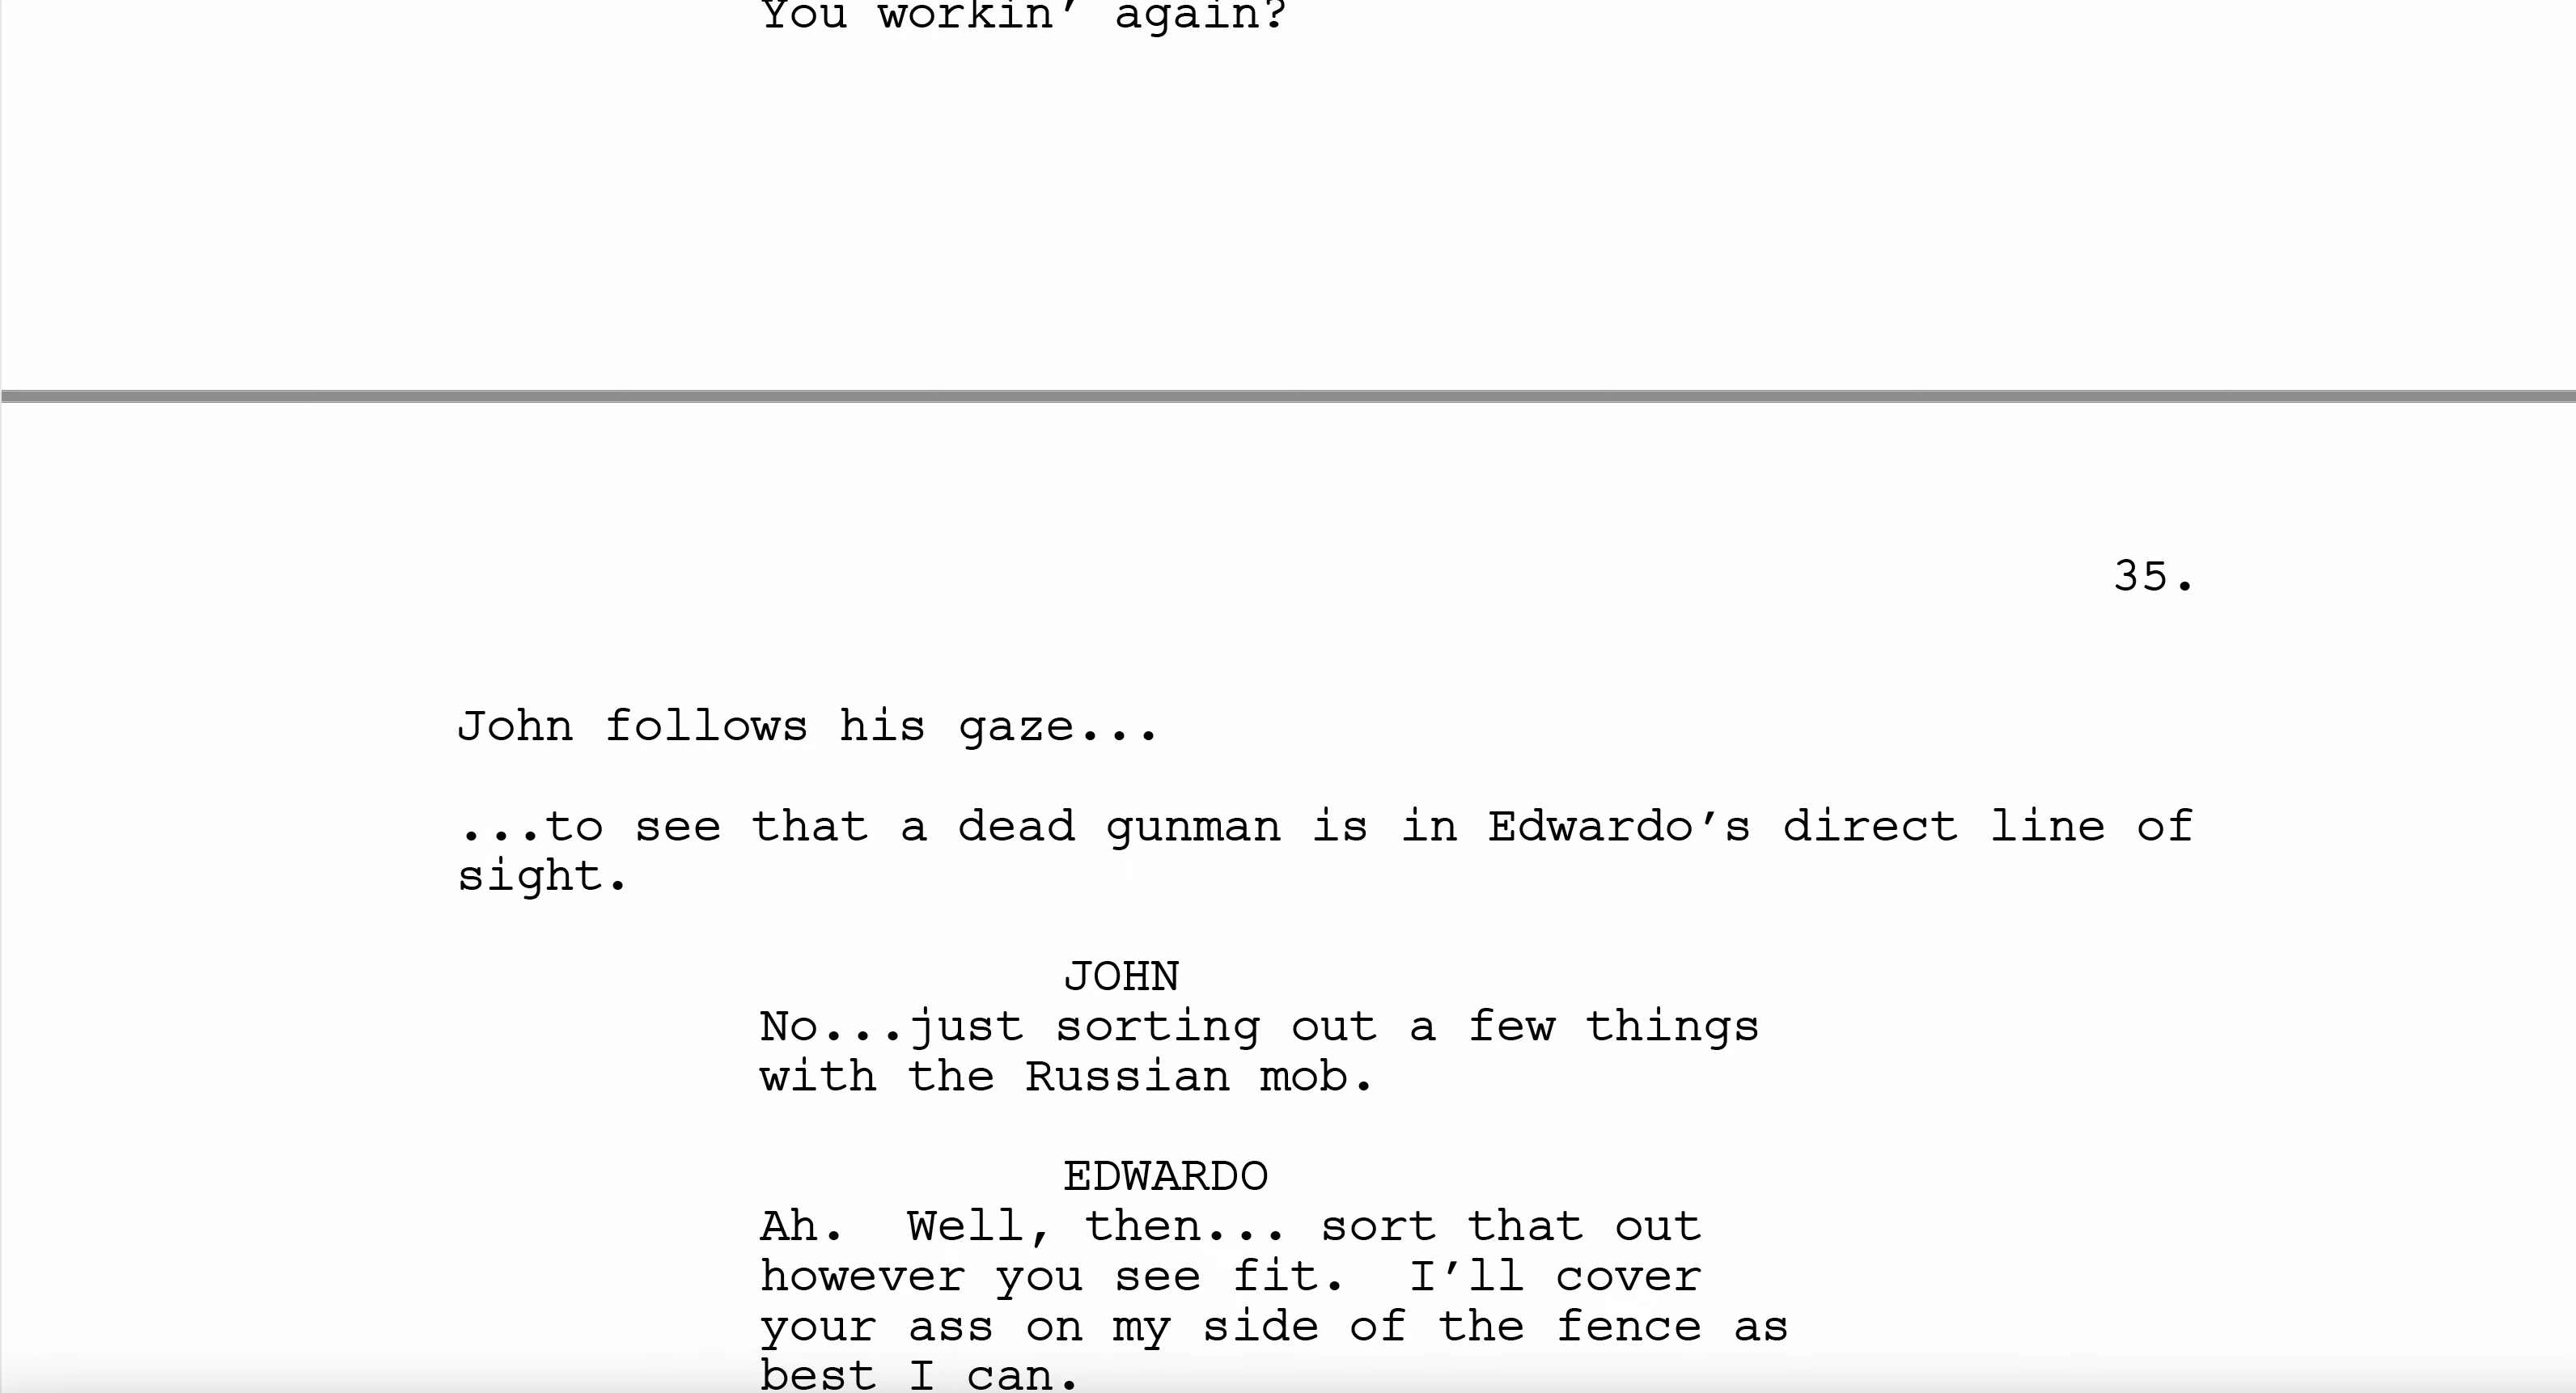 You workin’ again?
35.
John follows his gaze...
...to see that a dead gunman is in Edwardo’s direct line of
sight.
JOHN
No...just sorting out a few things
with the Russian mob.
EDWARDO
Ah.  Well, then... sort that out
however you see fit.  I’ll cover
your ass on my side of the fence as
best I can.